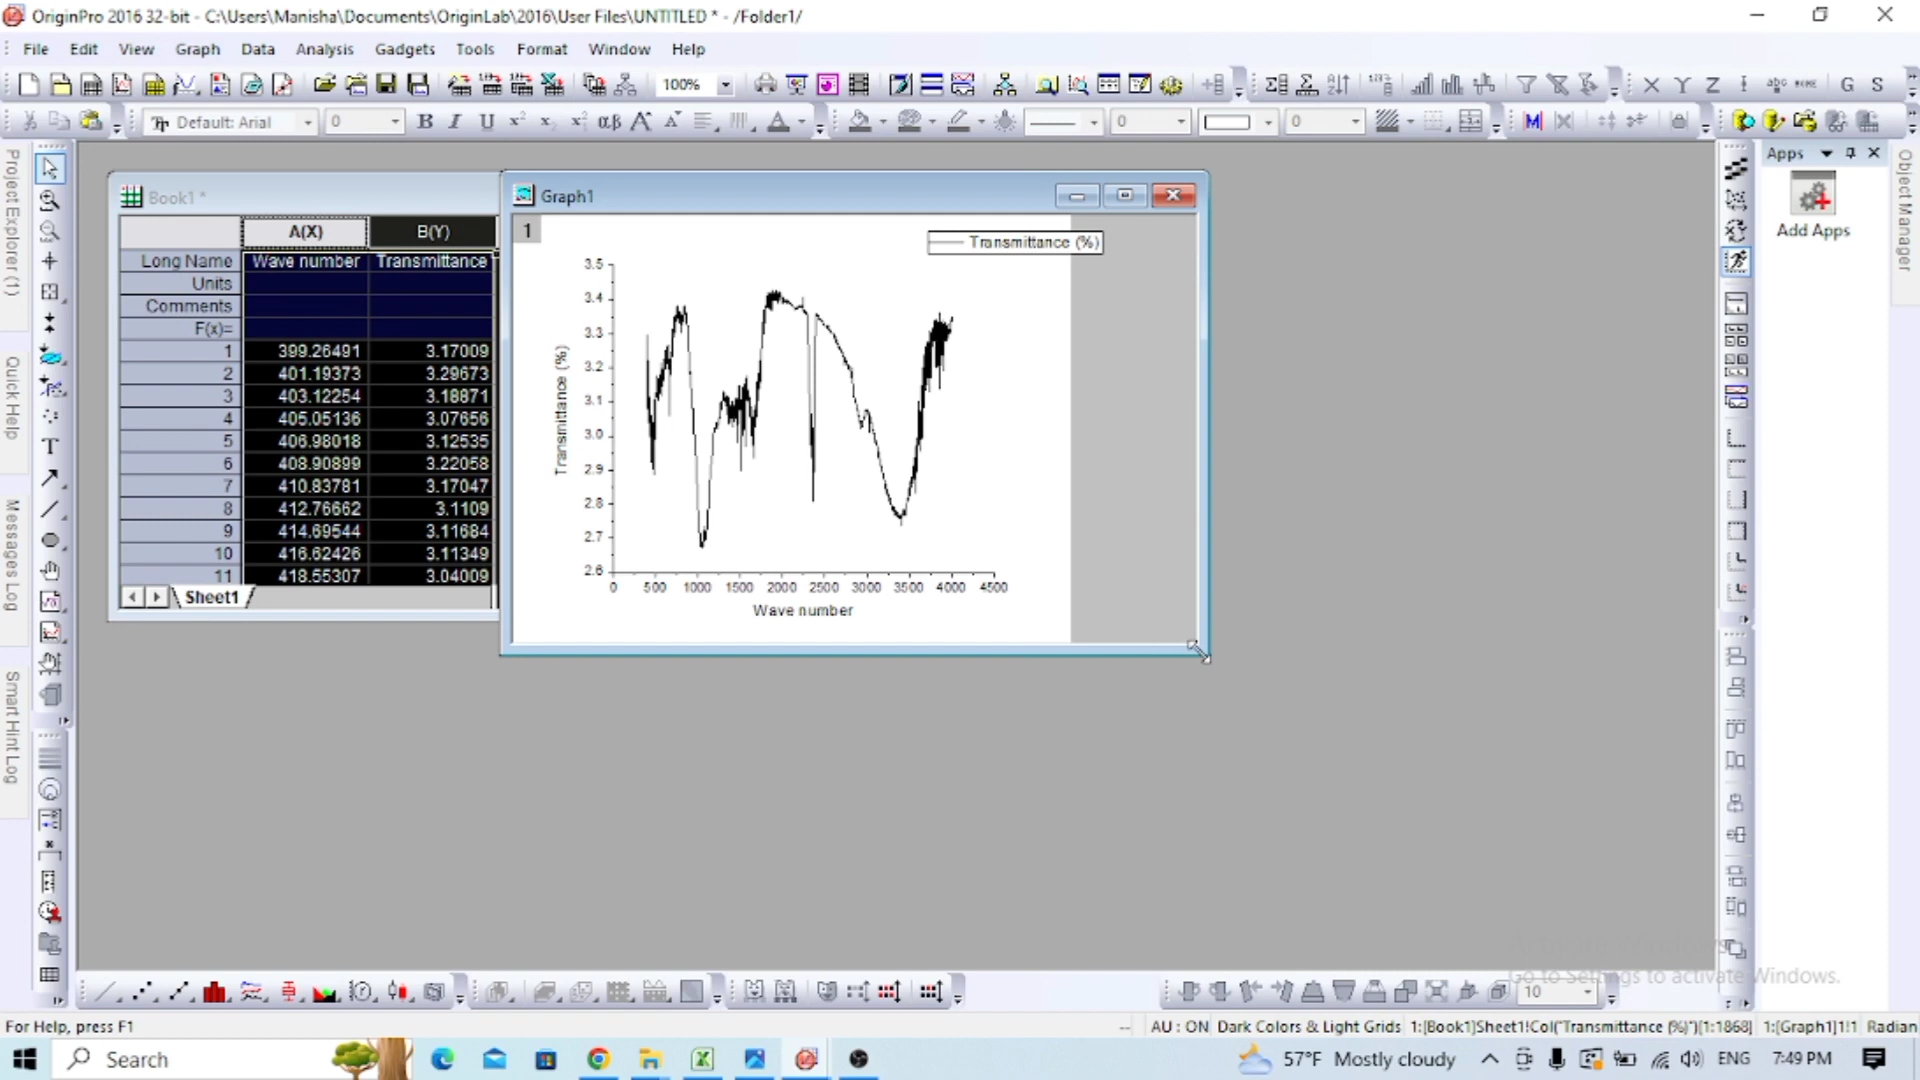 OriginPro 2016 32-bit - C:\Users\Manisha\Documents\OriginLab\2016\User Files\UNTITLED * - /Folder1/
File Edit View Graph Data Analysis Gadgets Tools Format Window Help
100%
X Y Z G S
Default: Arial 0 B I U 0 0
Project Explorer (1)
Quick Help
Messages Log
Smart Hint Log
Book1 *
A(X) B(Y)
Long Name Wave number Transmittance
Units
Comments
F(x)=
1 399.26491 3.17009
2 401.19373 3.29673
3 403.12254 3.18871
4 405.05136 3.07656
5 406.98018 3.12535
6 408.90899 3.22058
7 410.83781 3.17047
8 412.76662 3.1109
9 414.69544 3.11684
10 416.62426 3.11349
11 418.55307 3.04009
Sheet1
Graph1
1
Transmittance (%)
3.5
3.4
3.3
3.2
3.1
3.0
2.9
2.8
2.7
2.6
Transmittance (%)
0 500 1000 1500 2000 2500 3000 3500 4000 4500
Wave number
Apps
Add Apps
Object Manager
Go to Settings to activate Windows.
10
For Help, press F1
-- AU : ON Dark Colors & Light Grids 1:[Book1]Sheet1!Col("Transmittance (%)")[1:1868] 1:[Graph1]1!1 Radian
Search
57°F Mostly cloudy ENG 7:49 PM